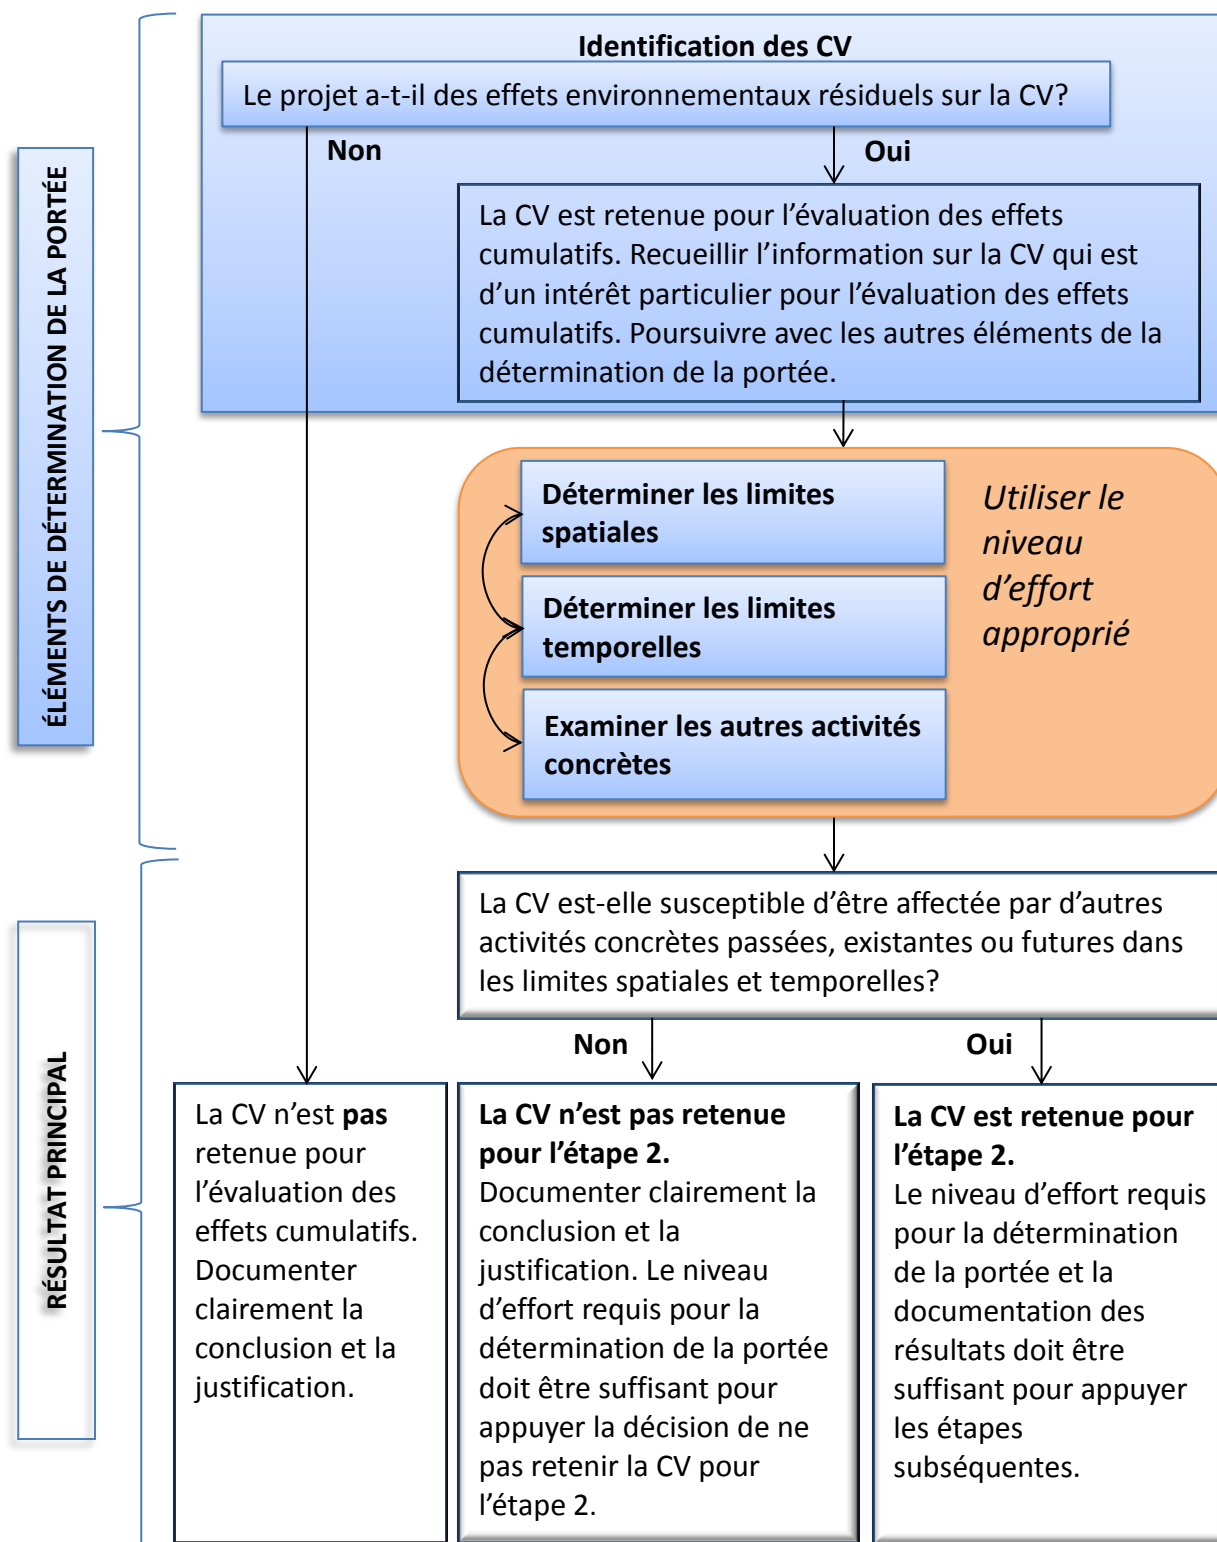 Identification des CV
Le projet a-t-il des effets environnementaux résiduels sur la CV?
Non
Oui
La CV est retenue pour l’évaluation des effets
cumulatifs. Recueillir l’information sur la CV qui est
d’un intérêt particulier pour l’évaluation des effets
cumulatifs. Poursuivre avec les autres éléments de la
détermination de la portée.
ÉLÉMENTS DE DÉTERMINATION DE LA PORTÉE
Déterminer les limites
spatiales
Déterminer les limites
temporelles
Examiner les autres activités
concrètes
Utiliser le
niveau
d’effort
approprié
La CV est-elle susceptible d’être affectée par d’autres
activités concrètes passées, existantes ou futures dans
les limites spatiales et temporelles?
Non
Oui
RÉSULTAT PRINCIPAL
La CV n’est pas
retenue pour
l’évaluation des
effets cumulatifs.
Documenter
clairement la
conclusion et la
justification.
La CV n’est pas retenue
pour l’étape 2.
Documenter clairement la
conclusion et la
justification. Le niveau
d’effort requis pour la
détermination de la portée
doit être suffisant pour
appuyer la décision de ne
pas retenir la CV pour
l’étape 2.
La CV est retenue pour
l’étape 2.
Le niveau d’effort requis
pour la détermination
de la portée et la
documentation des
résultats doit être
suffisant pour appuyer
les étapes
subséquentes.